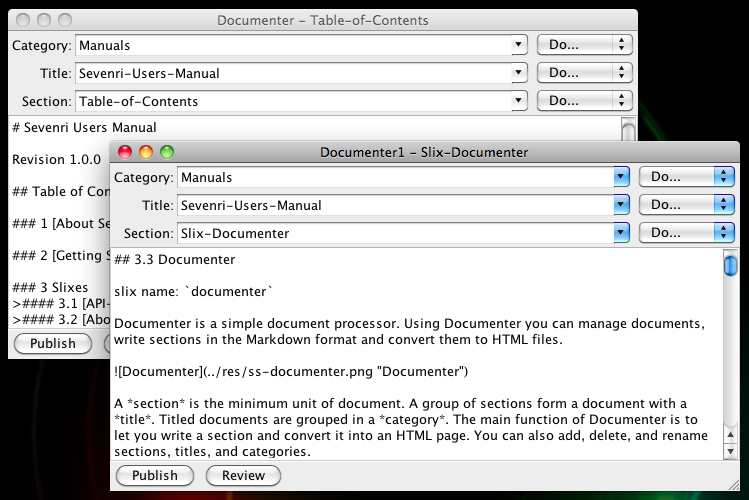 Documenter - Table-of-Contents
Category: Manuals Do...
Title: Sevenri-Users-Manual Do...
Section: Table-of-Contents Do...
# Sevenri Users Manual
Revision 1.0.0
## Table of Con
### 1 [About Se
### 2 [Getting S
### 3 Slixes
>#### 3.1 [API-
>#### 3.2 [Abo
Publish
Documenter1 - Slix-Documenter
Category: Manuals Do...
Title: Sevenri-Users-Manual Do...
Section: Slix-Documenter Do...
## 3.3 Documenter
slix name: `documenter`
Documenter is a simple document processor. Using Documenter you can manage documents,
write sections in the Markdown format and convert them to HTML files.
![Documenter](../res/ss-documenter.png "Documenter")
A *section* is the minimum unit of document. A group of sections form a document with a
*title*. Titled documents are grouped in a *category*. The main function of Documenter is to
let you write a section and convert it into an HTML page. You can also add, delete, and rename
sections, titles, and categories.
Publish Review